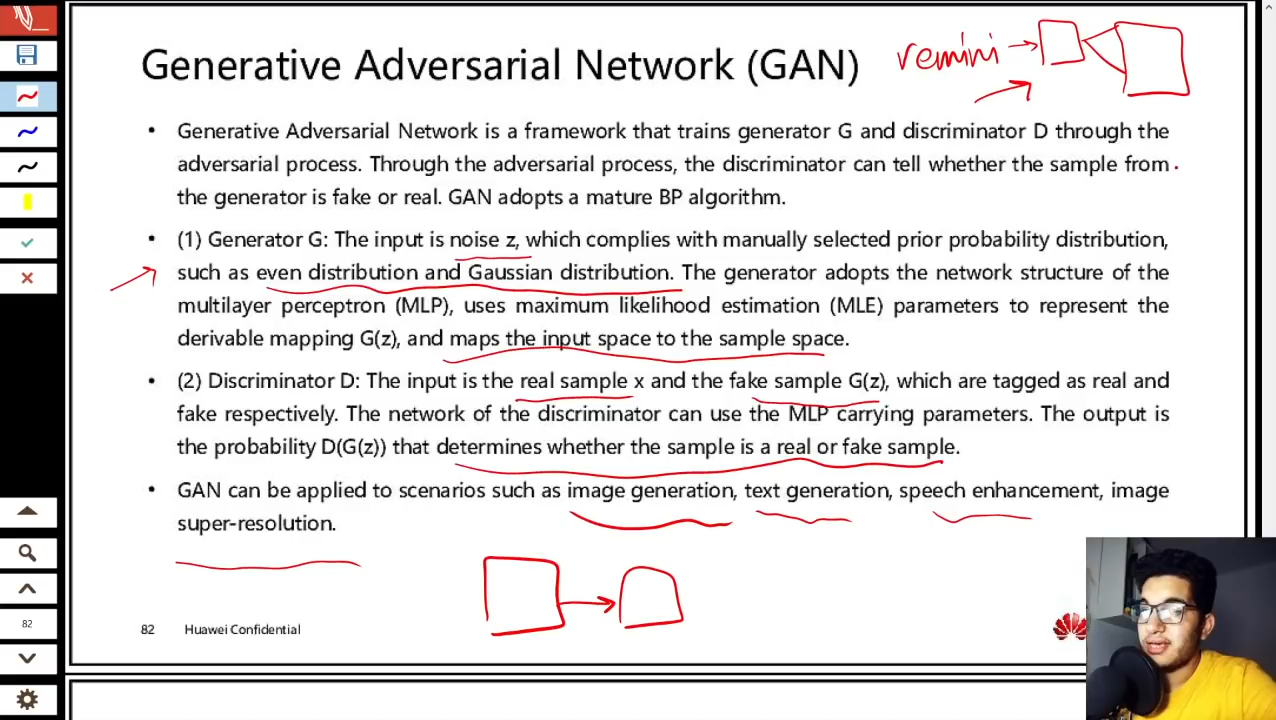 Generative Adversarial Network (GAN)
remini
• Generative Adversarial Network is a framework that trains generator G and discriminator D through the
adversarial process. Through the adversarial process, the discriminator can tell whether the sample from
the generator is fake or real. GAN adopts a mature BP algorithm.
• (1) Generator G: The input is noise z, which complies with manually selected prior probability distribution,
such as even distribution and Gaussian distribution. The generator adopts the network structure of the
multilayer perceptron (MLP), uses maximum likelihood estimation (MLE) parameters to represent the
derivable mapping G(z), and maps the input space to the sample space.
• (2) Discriminator D: The input is the real sample x and the fake sample G(z), which are tagged as real and
fake respectively. The network of the discriminator can use the MLP carrying parameters. The output is
the probability D(G(z)) that determines whether the sample is a real or fake sample.
• GAN can be applied to scenarios such as image generation, text generation, speech enhancement, image
super-resolution.
82
82 Huawei Confidential